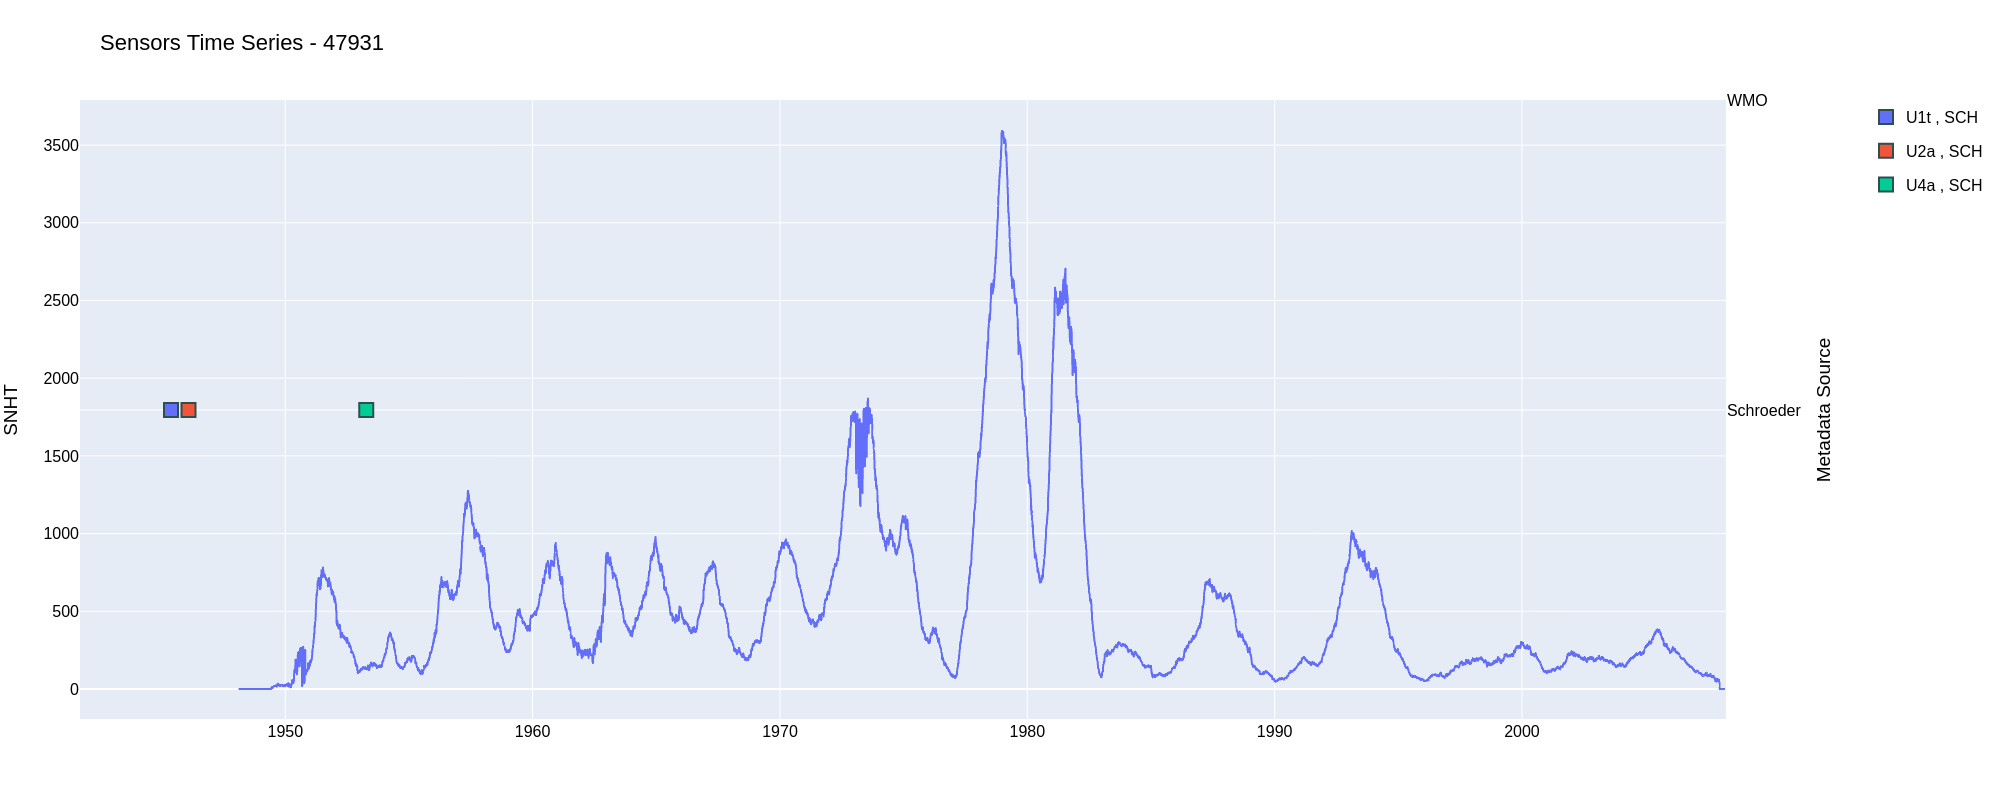 Sensors Time Series - 47931
WMO
U1t , SCH
U2a , SCH
U4a , SCH
3500
3000
2500
2000
1500
1000
500
0
SNHT
Schroeder
Metadata Source
1950
1960
1970
1980
1990
2000